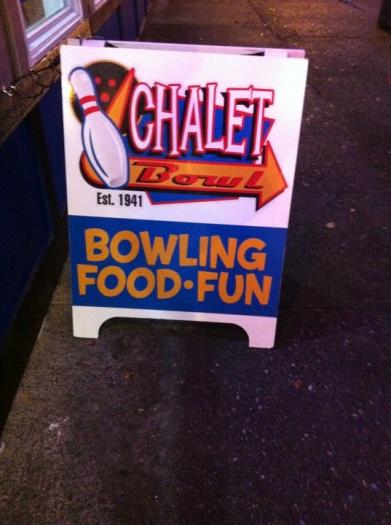 CHALET
Bowl
Est. 1941
BOWLING
FOOD•FUN